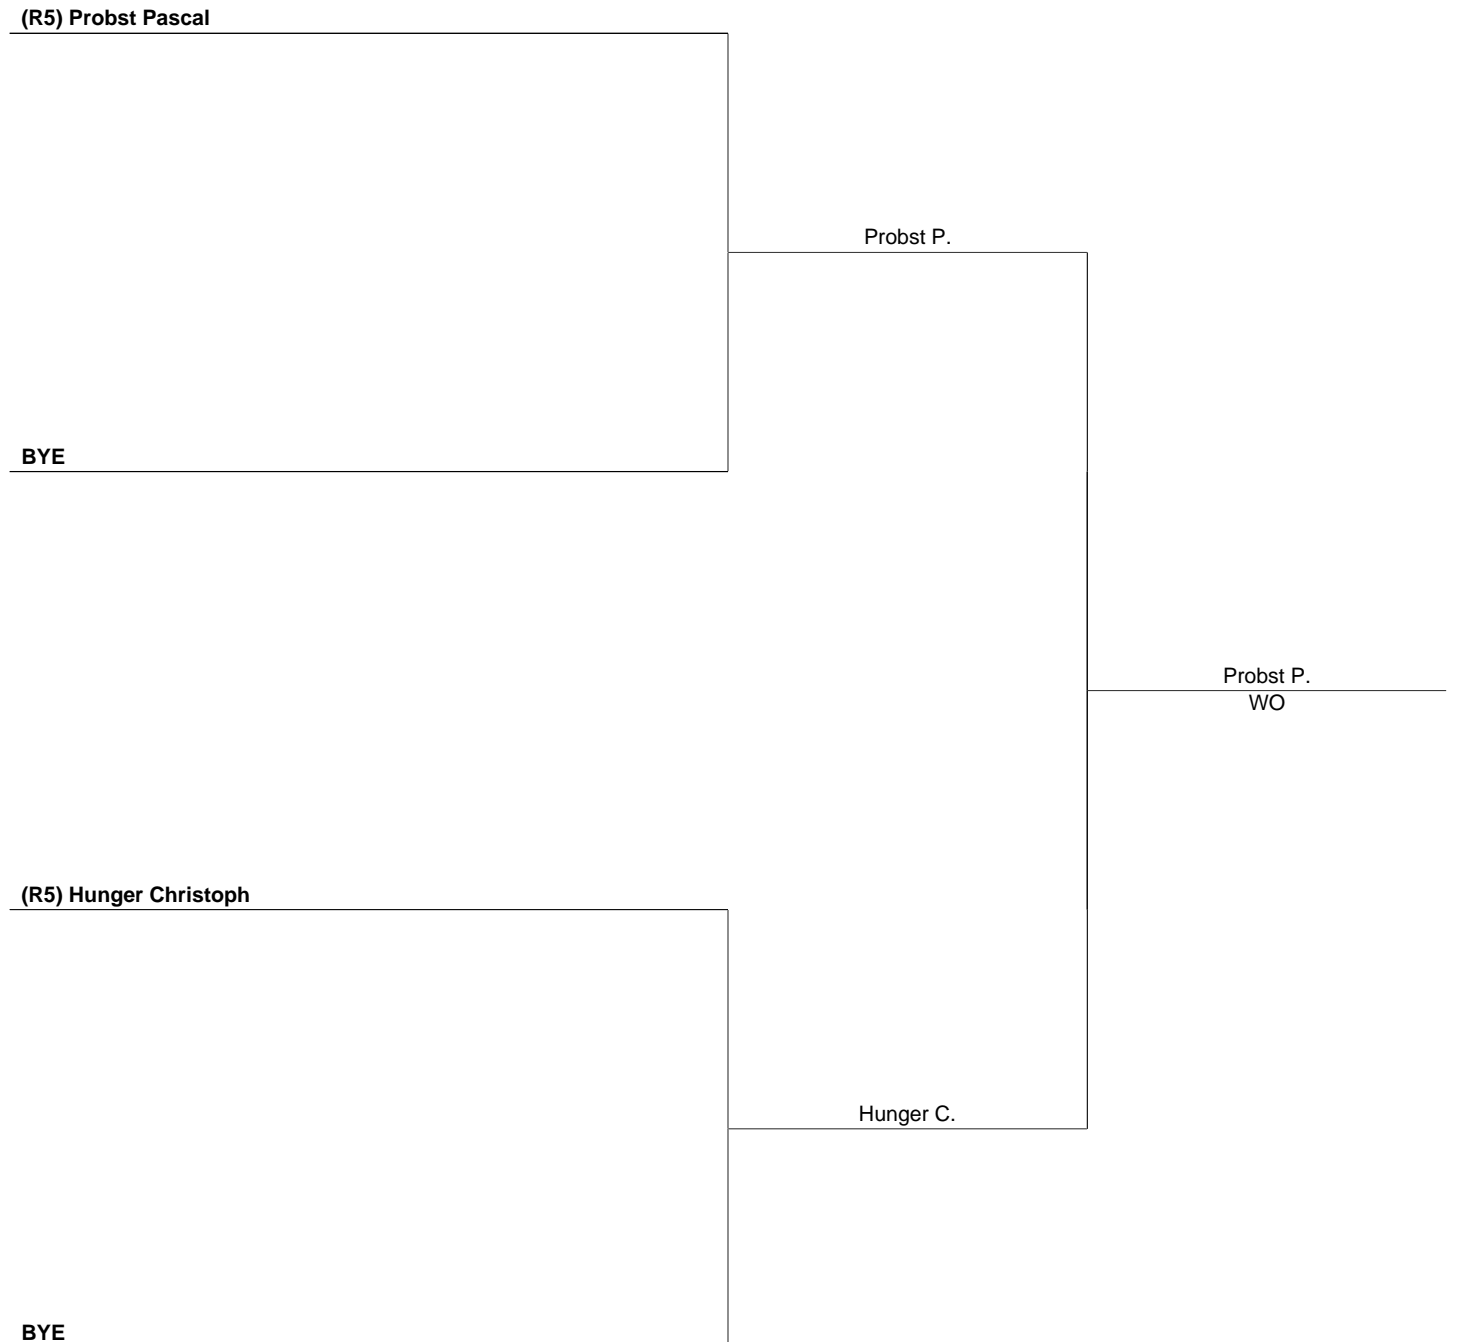 (R5) Probst Pascal
Probst P.
BYE
Probst P.
WO
(R5) Hunger Christoph
Hunger C.
BYE